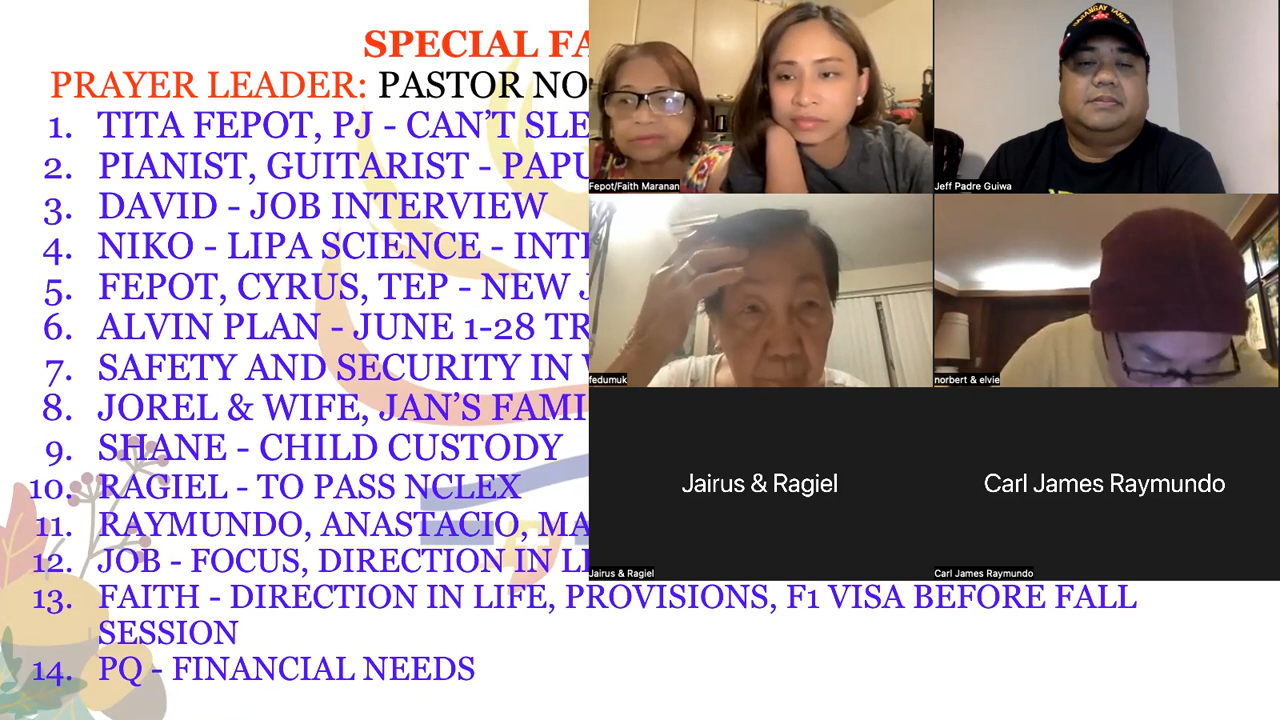 SPECIAL FA
PRAYER LEADER: PASTOR NO
1. TITA FEPOT, PJ - CAN'T SLE
2. PIANIST, GUITARIST - PAPU
3. DAVID - JOB INTERVIEW
4. NIKO - LIPA SCIENCE - INTE
5. FEPOT, CYRUS, TEP - NEW J
6. ALVIN PLAN - JUNE 1-28 TR
7. SAFETY AND SECURITY IN
8. JOREL & WIFE, JAN'S FAMI
9. SHANE - CHILD CUSTODY
10. RAGIEL - TO PASS NCLEX
11. RAYMUNDO, ANASTACIO, MA
12. JOB - FOCUS, DIRECTION IN LI
13. FAITH - DIRECTION IN LIFE, PROVISIONS, F1 VISA BEFORE FALL
SESSION
14. PQ - FINANCIAL NEEDS
Fepot/Faith Maranan
Jeff Padre Guiwa
fedumuk
norbert & elvie
Jairus & Ragiel
Carl James Raymundo
Jairus & Ragiel
Carl James Raymundo